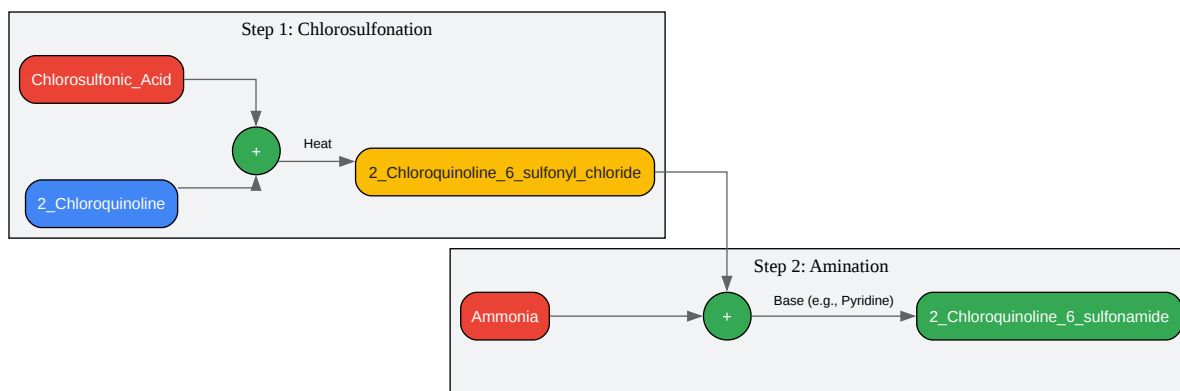 Step 1: Chlorosulfonation
Chlorosulfonic_Acid
+
Heat
2_Chloroquinoline_6_sulfonyl_chloride
2_Chloroquinoline
Step 2: Amination
Ammonia
+
Base (e.g., Pyridine)
2_Chloroquinoline_6_sulfonamide